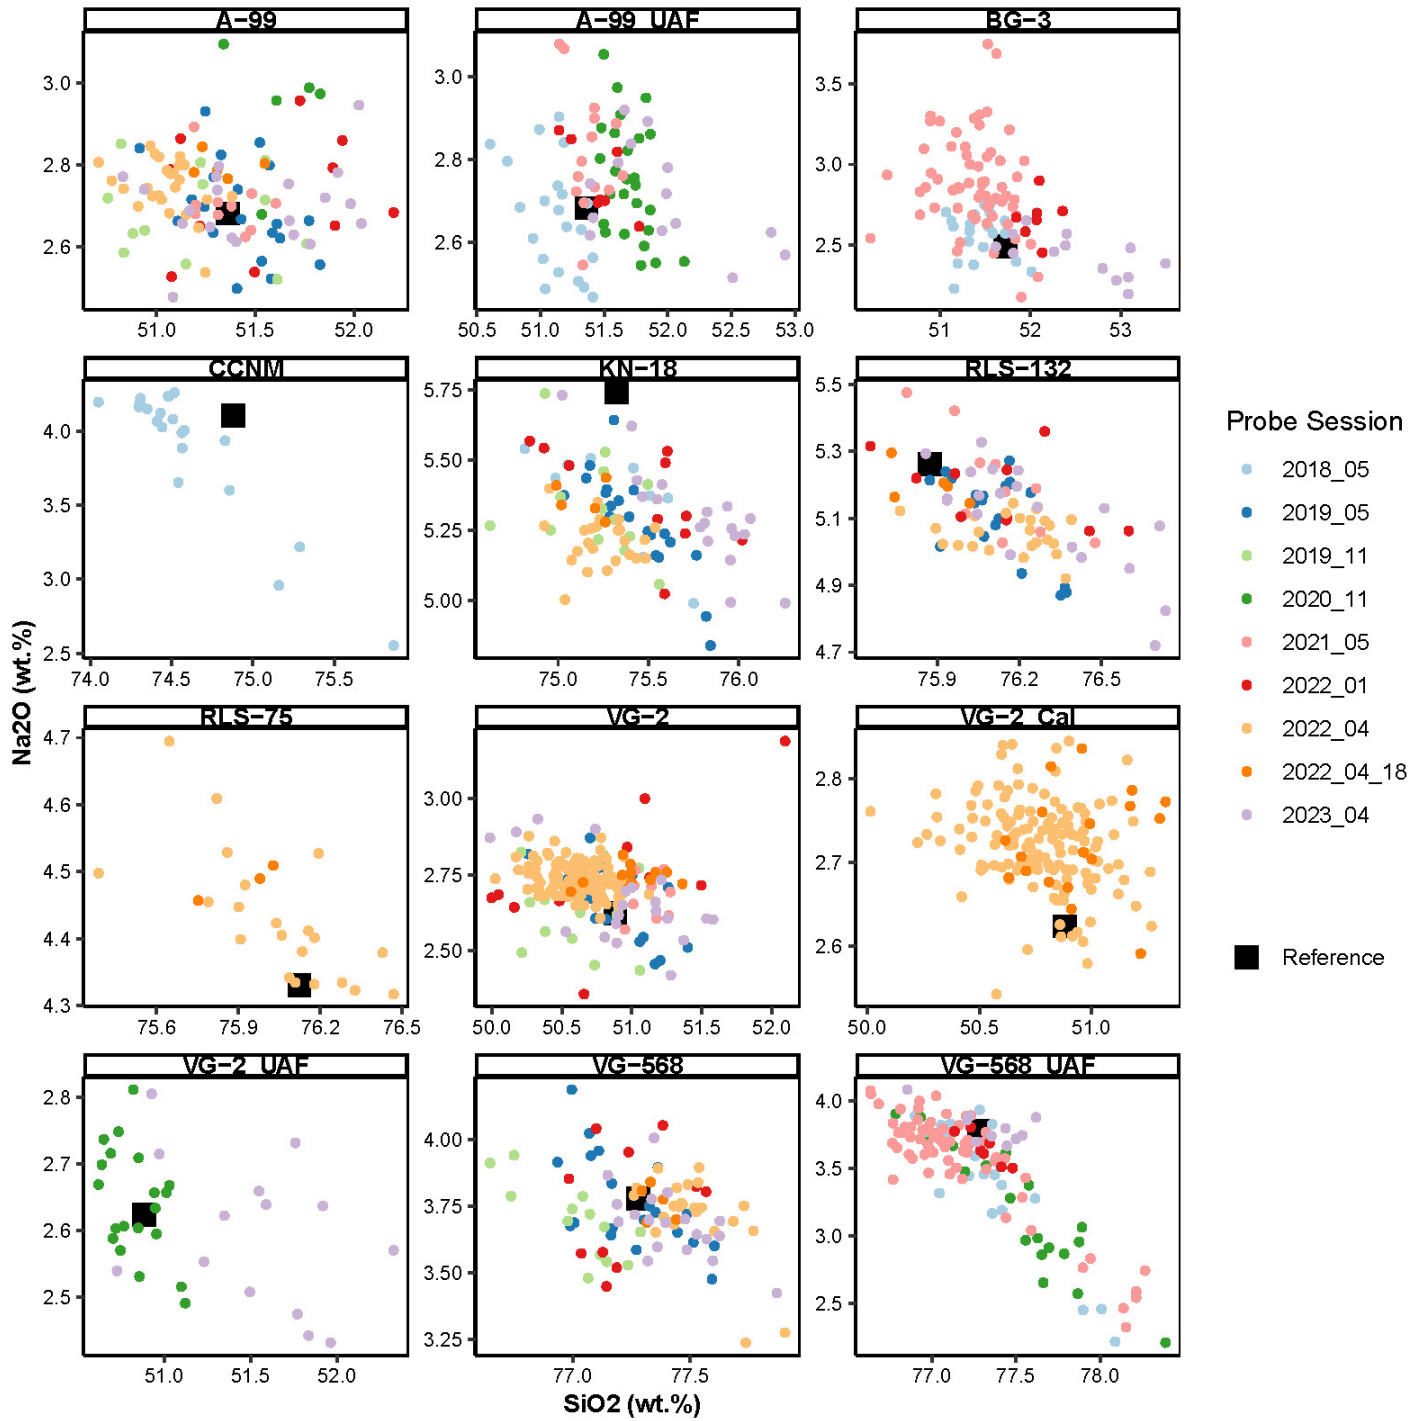 A−99
A−99_UAF
BG−3
3.0
2.8
2.6
3.0
2.8
2.6
3.5
3.0
2.5
51.0 51.5 52.0
50.5 51.0 51.5 52.0 52.5 53.0
51 52 53
CCNM
KN−18
RLS−132
4.0
3.5
3.0
2.5
5.75
5.50
5.25
5.00
5.5
5.3
5.1
4.9
4.7
74.0 74.5 75.0 75.5
75.0 75.5 76.0
75.9 76.2 76.5
RLS−75
VG−2
VG−2_Cal
4.7
4.6
4.5
4.4
4.3
3.00
2.75
2.50
2.8
2.7
2.6
75.6 75.9 76.2 76.5
50.0 50.5 51.0 51.5 52.0
50.0 50.5 51.0
VG−2_UAF
VG−568
VG−568_UAF
2.8
2.7
2.6
2.5
4.00
3.75
3.50
3.25
4.0
3.5
3.0
2.5
51.0 51.5 52.0
77.0 77.5
77.0 77.5 78.0
Na2O (wt.%)
SiO2 (wt.%)
Probe Session
2018_05
2019_05
2019_11
2020_11
2021_05
2022_01
2022_04
2022_04_18
2023_04
Reference